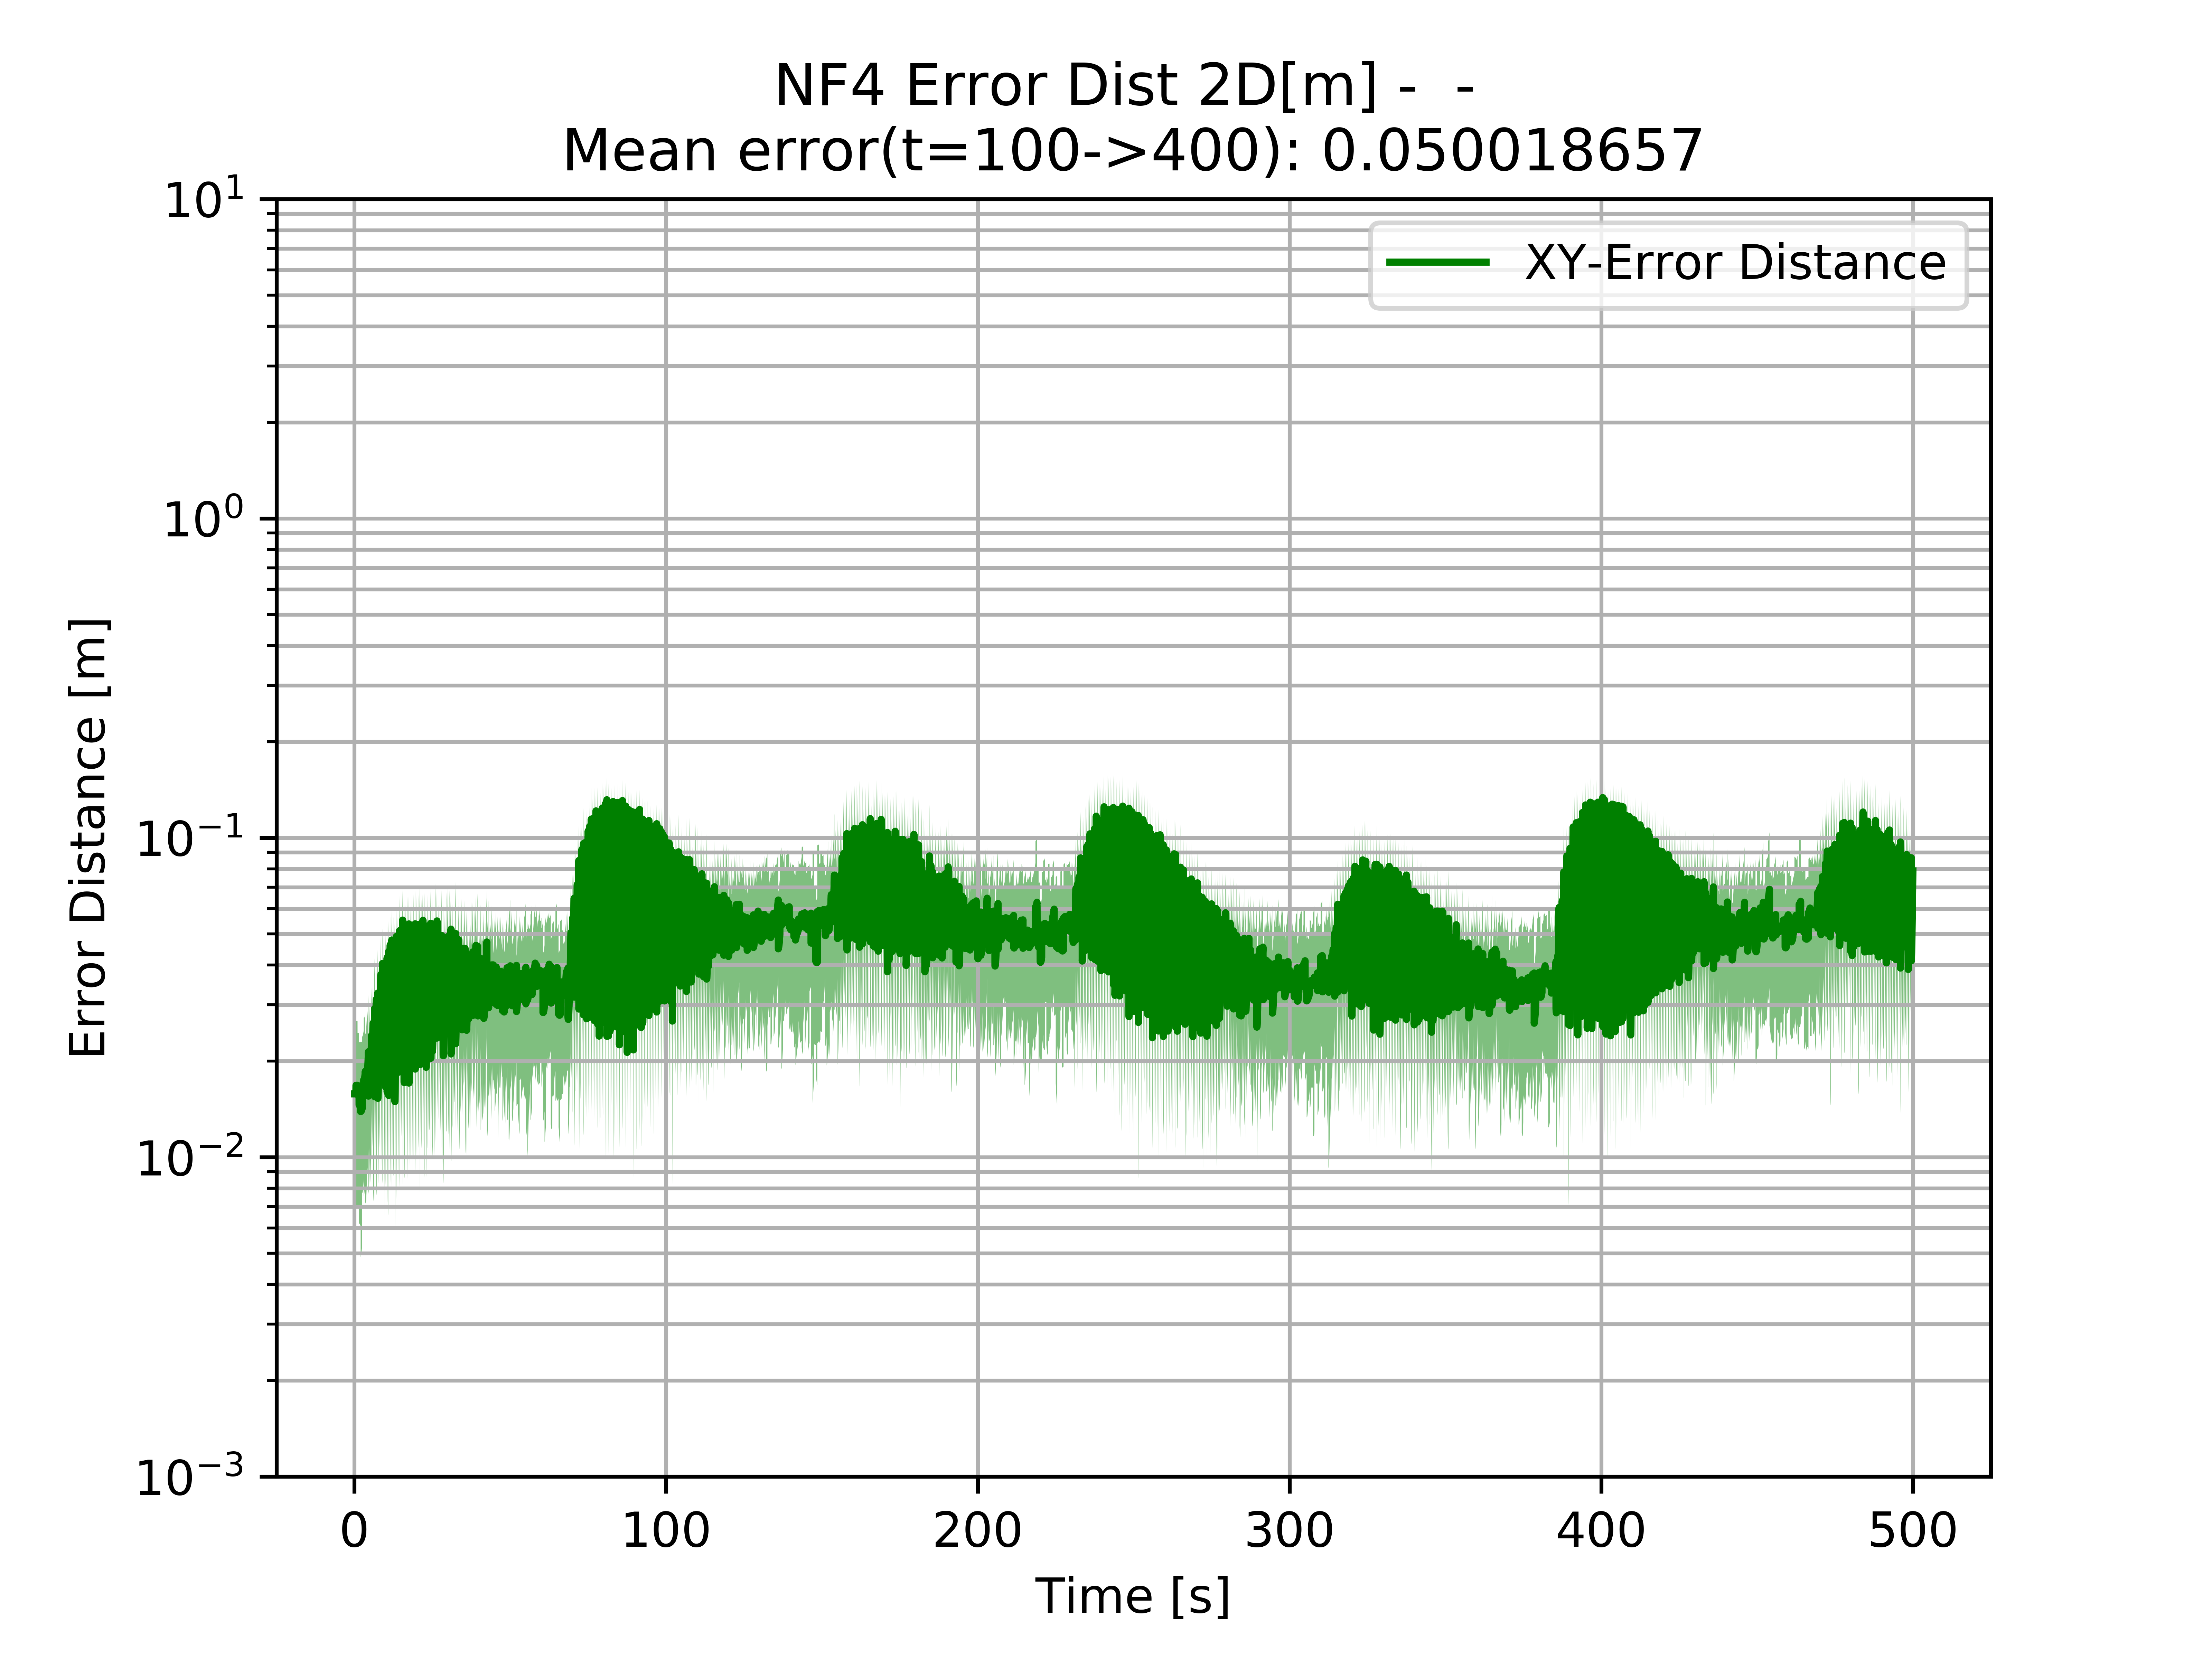 NF4 Error Dist 2D[m] -  -
Mean error(t=100->400): 0.050018657
10¹
10⁰
10⁻¹
10⁻²
10⁻³
Error Distance [m]
XY-Error Distance
0 100 200 300 400 500
Time [s]